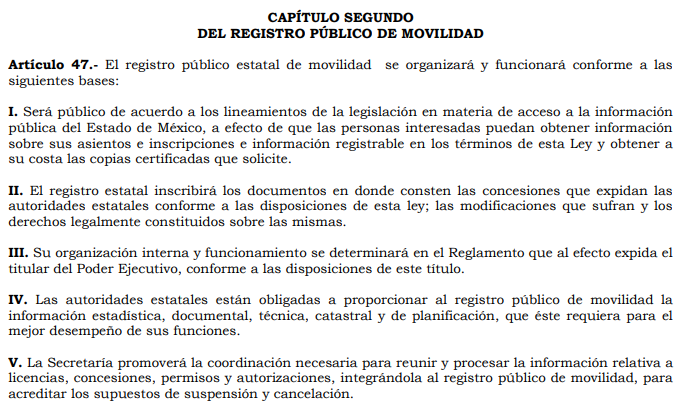 CAPÍTULO SEGUNDO
DEL REGISTRO PÚBLICO DE MOVILIDAD
Artículo 47.- El registro público estatal de movilidad se organizará y funcionará conforme a las
siguientes bases:
I. Será público de acuerdo a los lineamientos de la legislación en materia de acceso a la información
pública del Estado de México, a efecto de que las personas interesadas puedan obtener información
sobre sus asientos e inscripciones e información registrable en los términos de esta Ley y obtener a
su costa las copias certificadas que solicite.
II. El registro estatal inscribirá los documentos en donde consten las concesiones que expidan las
autoridades estatales conforme a las disposiciones de esta ley; las modificaciones que sufran y los
derechos legalmente constituidos sobre las mismas.
III. Su organización interna y funcionamiento se determinará en el Reglamento que al efecto expida el
titular del Poder Ejecutivo, conforme a las disposiciones de este título.
IV. Las autoridades estatales están obligadas a proporcionar al registro público de movilidad la
información estadística, documental, técnica, catastral y de planificación, que éste requiera para el
mejor desempeño de sus funciones.
V. La Secretaría promoverá la coordinación necesaria para reunir y procesar la información relativa a
licencias, concesiones, permisos y autorizaciones, integrándola al registro público de movilidad, para
acreditar los supuestos de suspensión y cancelación.